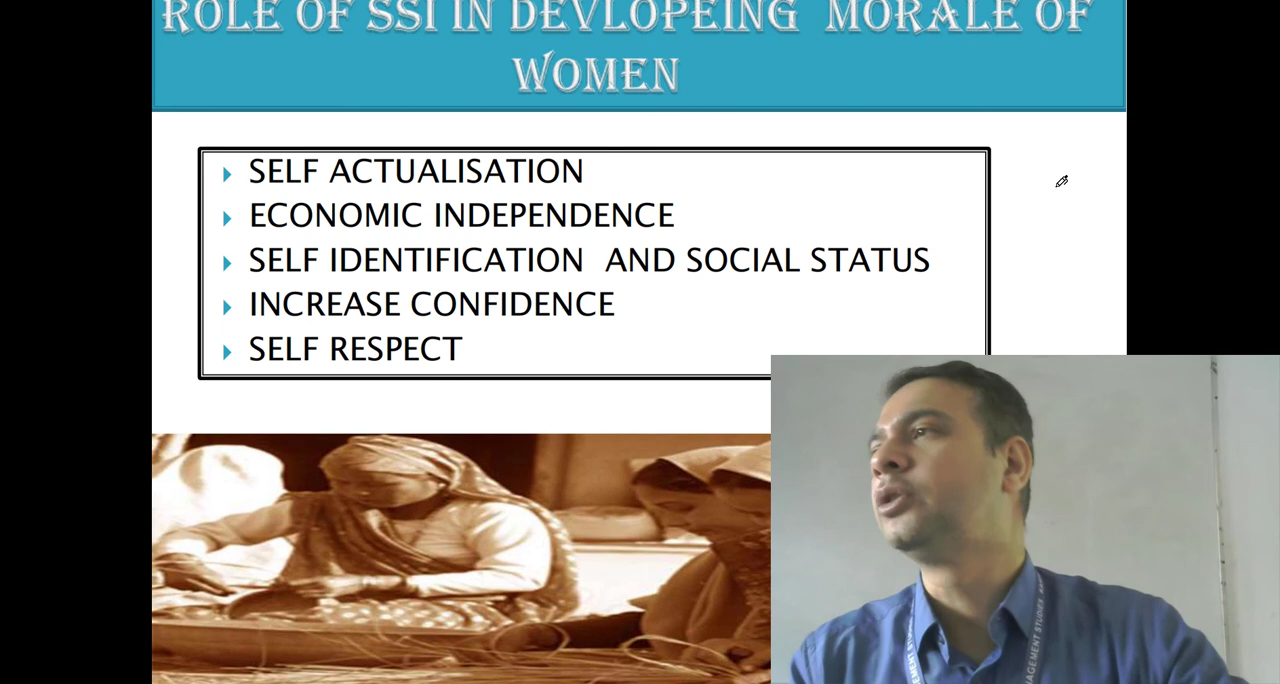 ROLE OF SSI IN DEVLOPEING MORALE OF
WOMEN
SELF ACTUALISATION
ECONOMIC INDEPENDENCE
SELF IDENTIFICATION AND SOCIAL STATUS
INCREASE CONFIDENCE
SELF RESPECT